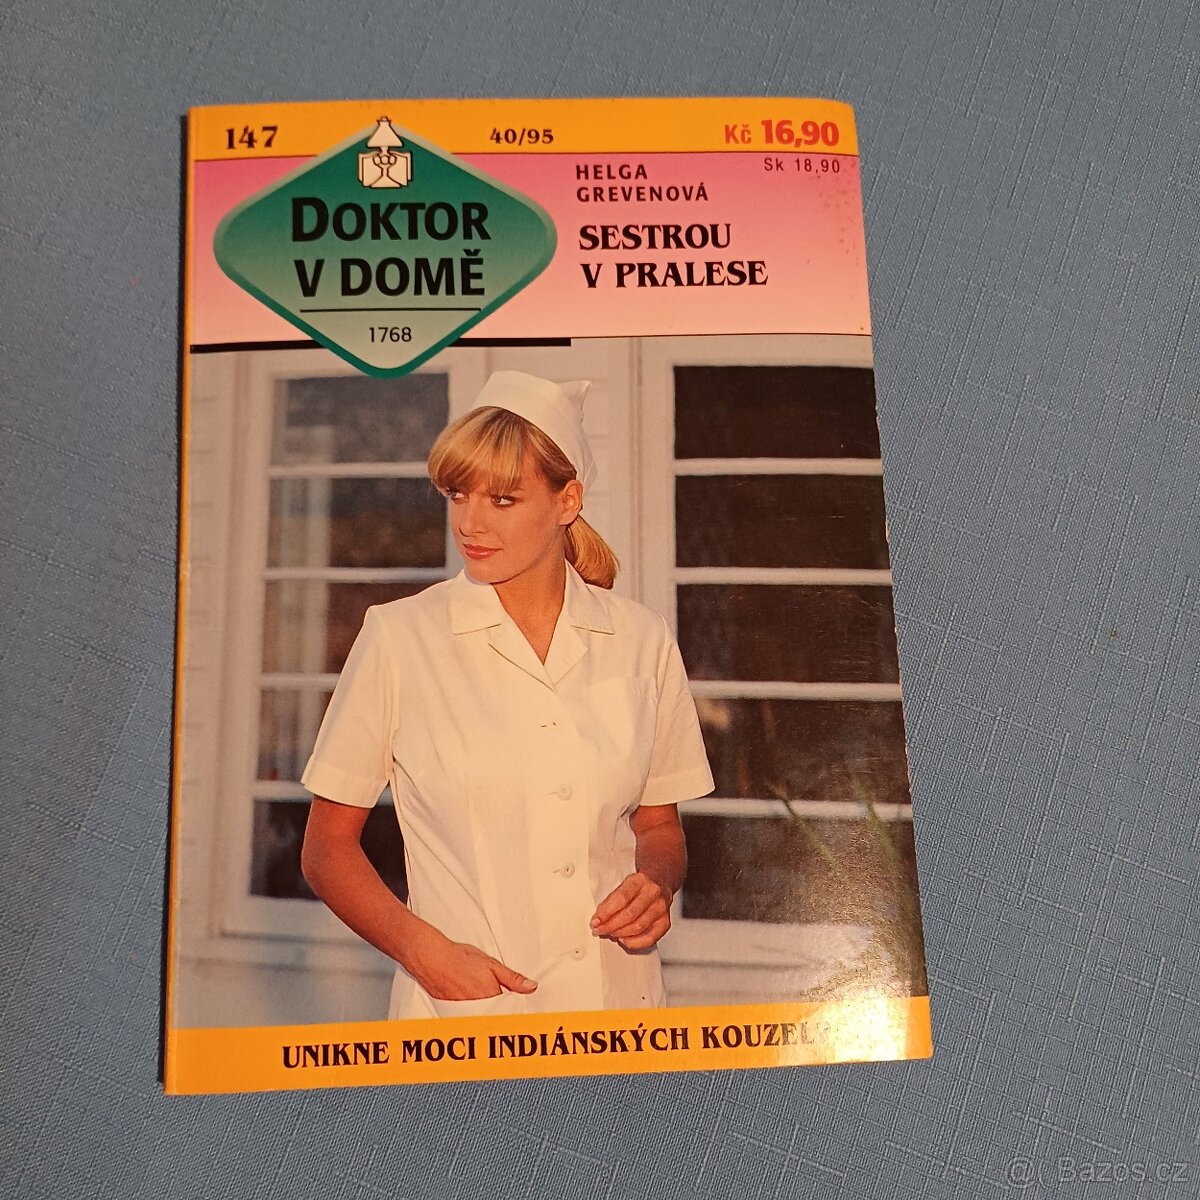 147
40/95
Kč 16,90
Sk 18,90
DOKTOR
V DOMĚ
1768
HELGA
GREVENOVÁ
SESTROU
V PRALESE
UNIKNE MOCI INDIÁNSKÝCH KOUZEL
@ Bazos.cz